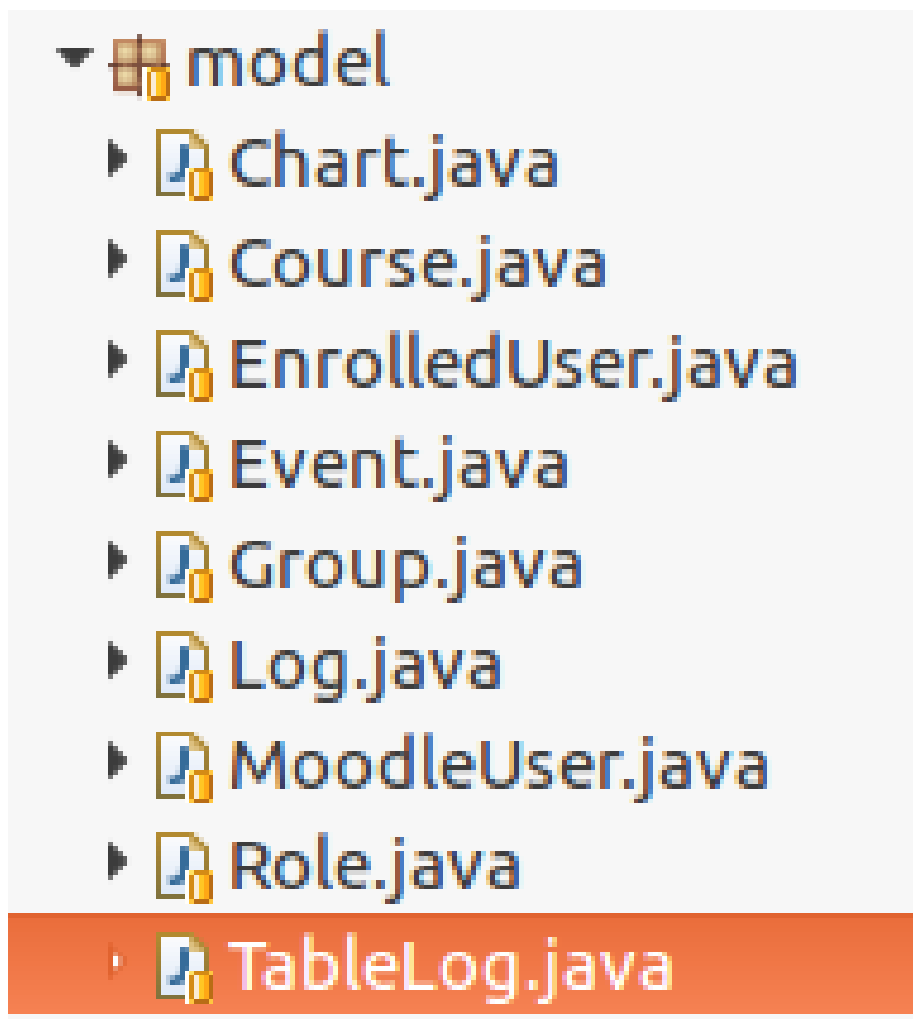 model
Chart.java
Course.java
EnrolledUser.java
Event.java
Group.java
Log.java
MoodleUser.java
Role.java
TableLog.java